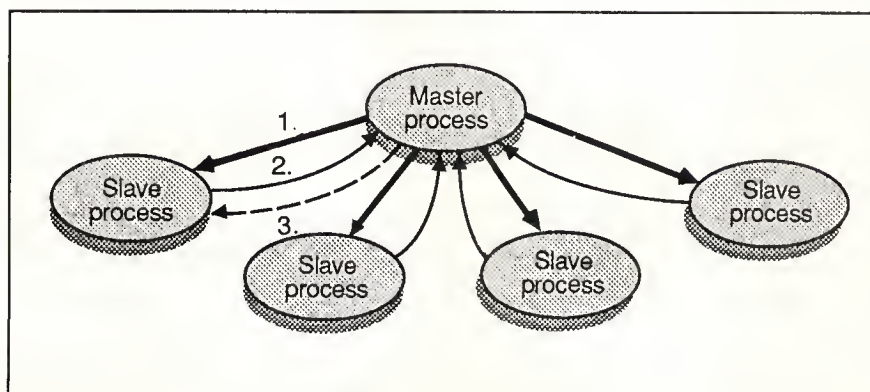 Master
process
1.
2.
Slave
process
Slave
process
3.
Slave
process
Slave
process